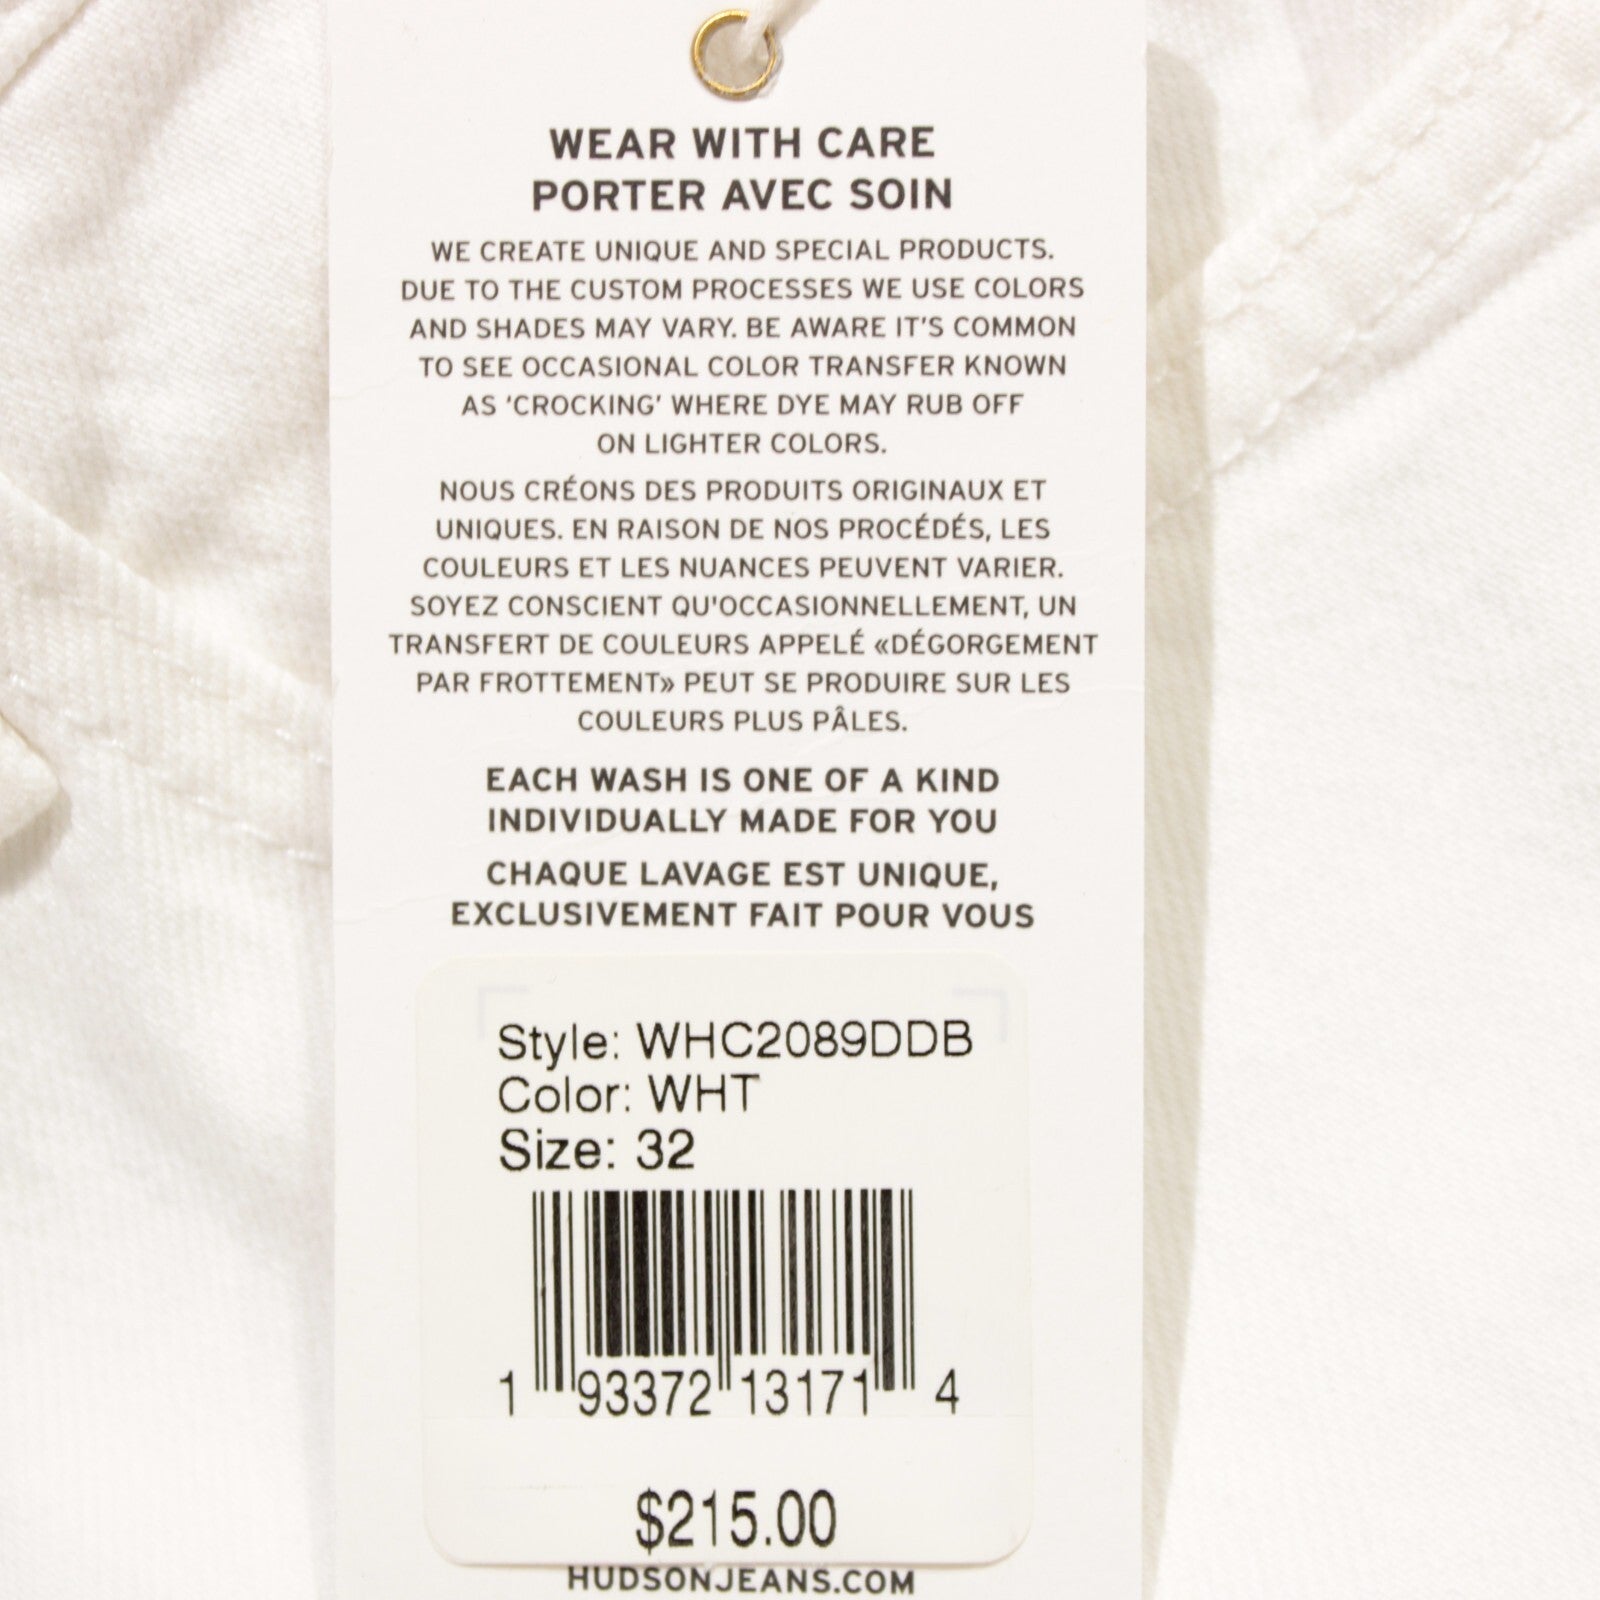 WEAR WITH CARE
PORTER AVEC SOIN
WE CREATE UNIQUE AND SPECIAL PRODUCTS.
DUE TO THE CUSTOM PROCESSES WE USE COLORS
AND SHADES MAY VARY. BE AWARE IT'S COMMON
TO SEE OCCASIONAL COLOR TRANSFER KNOWN
AS 'CROCKING' WHERE DYE MAY RUB OFF
ON LIGHTER COLORS.
NOUS CRÉONS DES PRODUITS ORIGINAUX ET
UNIQUES. EN RAISON DE NOS PROCÉDÉS, LES
COULEURS ET LES NUANCES PEUVENT VARIER.
SOYEZ CONSCIENT QU'OCCASIONNELLEMENT, UN
TRANSFERT DE COULEURS APPELÉ «DÉGORGEMENT
PAR FROTTEMENT» PEUT SE PRODUIRE SUR LES
COULEURS PLUS PÂLES.
EACH WASH IS ONE OF A KIND
INDIVIDUALLY MADE FOR YOU
CHAQUE LAVAGE EST UNIQUE,
EXCLUSIVEMENT FAIT POUR VOUS
Style: WHC2089DDB
Color: WHT
Size: 32
1 93372 13171 4
$215.00
HUDSONJEANS.COM